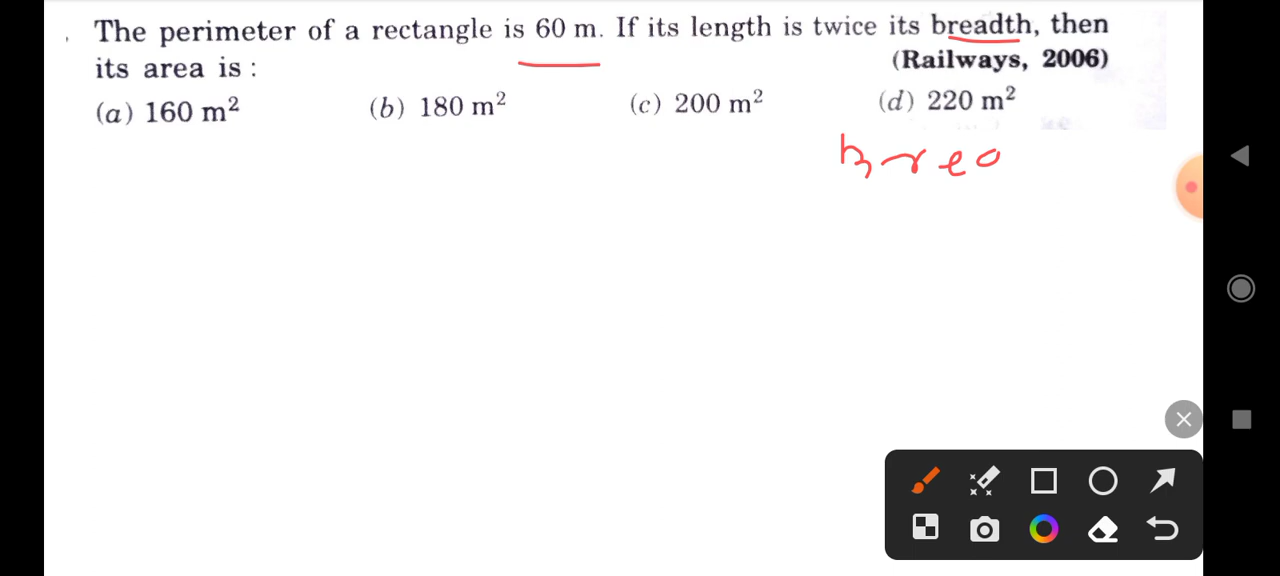 The perimeter of a rectangle is 60 m. If its length is twice its breadth, then
its area is : (Railways, 2006)
(a) 160 m² (b) 180 m² (c) 200 m² (d) 220 m²
brea